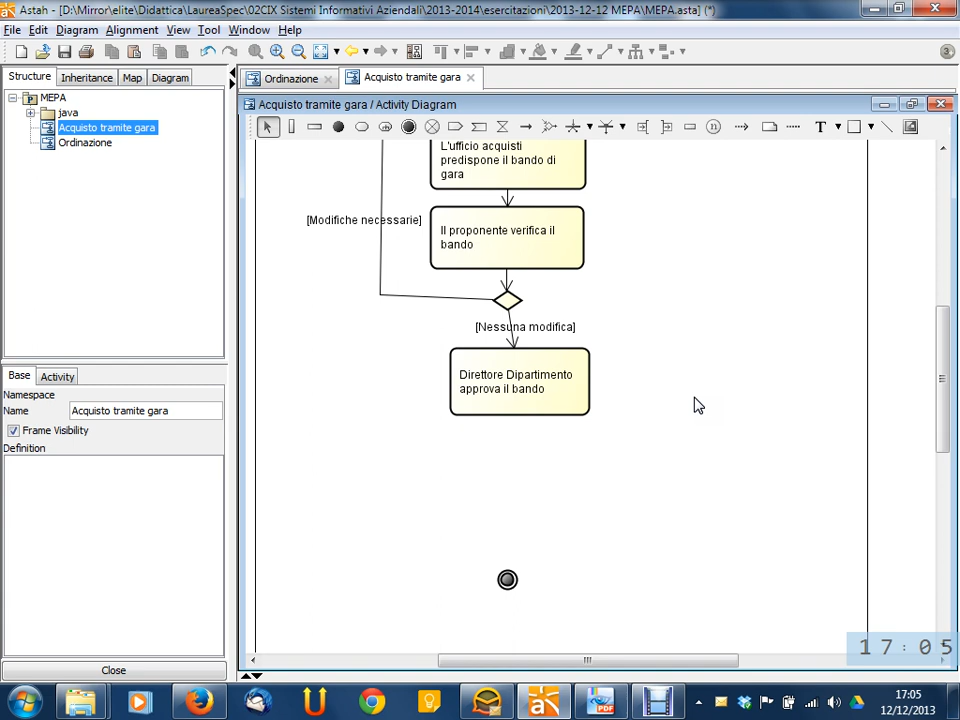 Astah - [D:\Mirror\elite\Didattica\LaureaSpec\02CIX Sistemi Informativi Aziendali\2013-2014\esercitazioni\2013-12-12 MEPA\MEPA.asta] (*)
File Edit Diagram Alignment View Tool Window Help
Structure Inheritance Map Diagram
Ordinazione
Acquisto tramite gara
MEPA
java
Acquisto tramite gara
Ordinazione
Acquisto tramite gara / Activity Diagram
L'ufficio acquisti
predispone il bando di
gara
[Modifiche necessarie]
Il proponente verifica il
bando
[Nessuna modifica]
Direttore Dipartimento
approva il bando
Base Activity
Namespace
Name Acquisto tramite gara
Frame Visibility
Definition
Close
17:05
17:05
12/12/2013